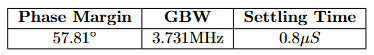 Phase Margin GBW Settling Time
57.81° 3.731MHz 0.8μS